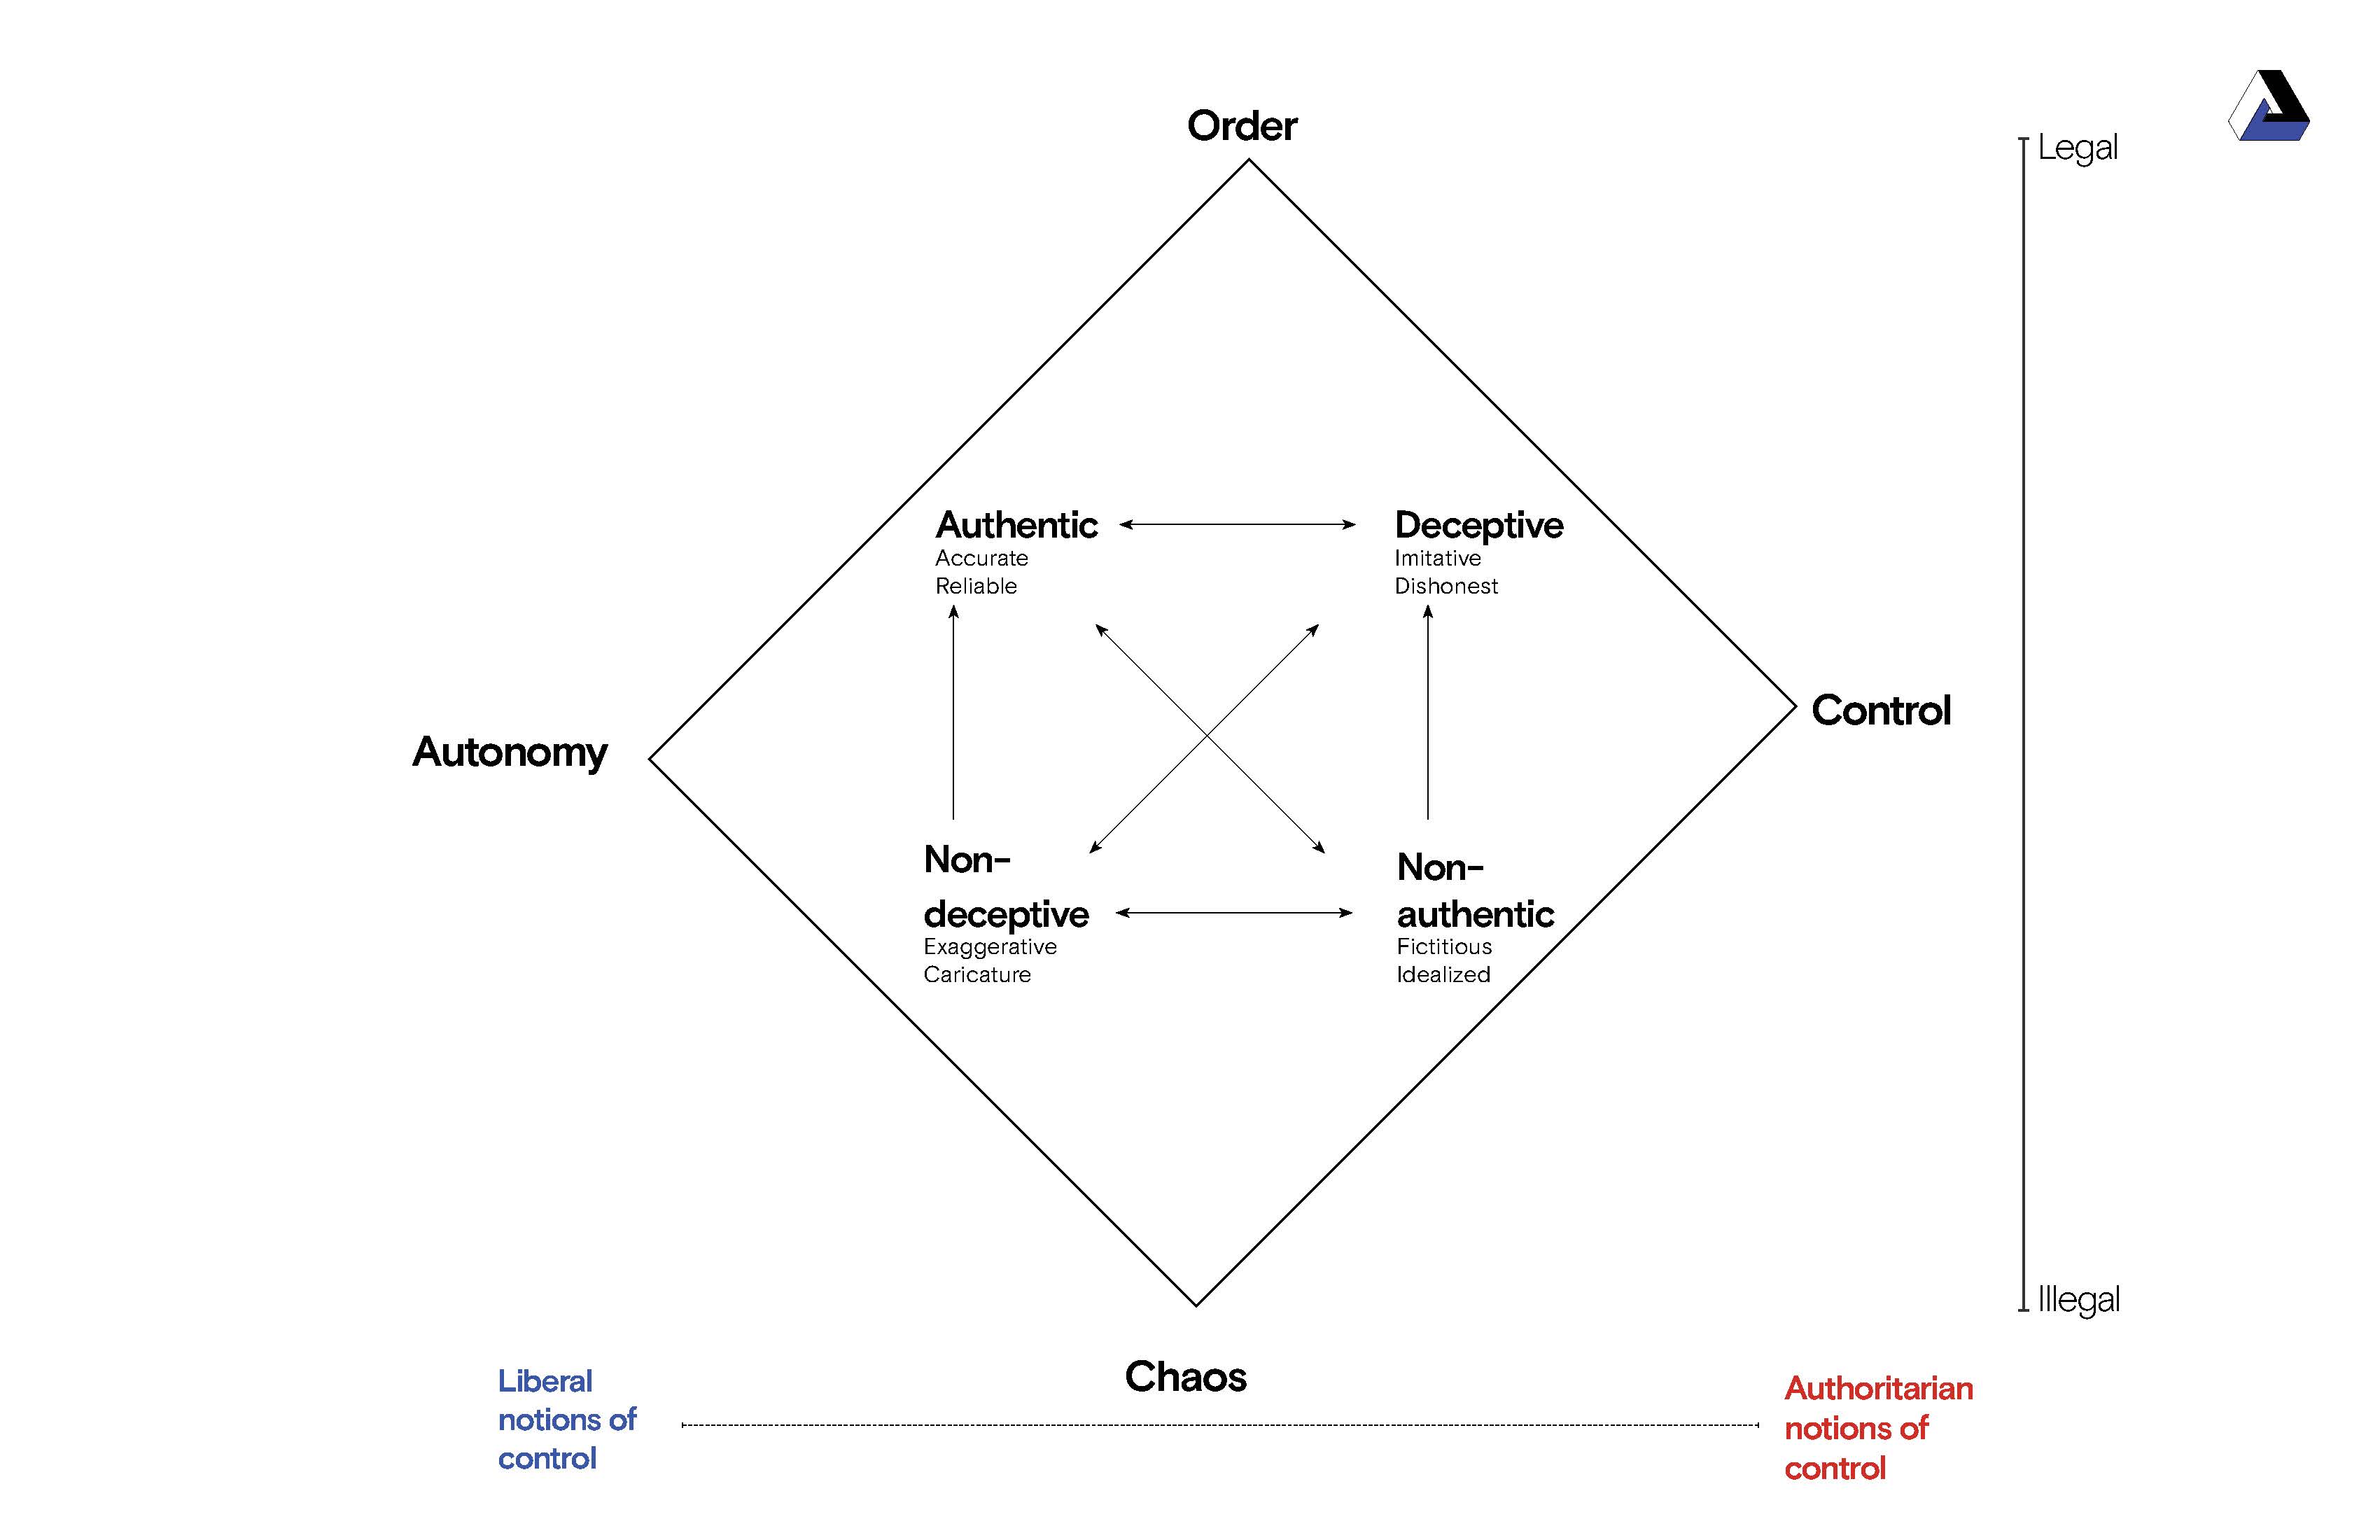 Order
Legal
Authentic
Accurate
Reliable
Deceptive
Imitative
Dishonest
Autonomy
Control
Non-
deceptive
Exaggerative
Caricature
Non-
authentic
Fictitious
Idealized
Illegal
Chaos
Liberal
notions of
control
Authoritarian
notions of
control